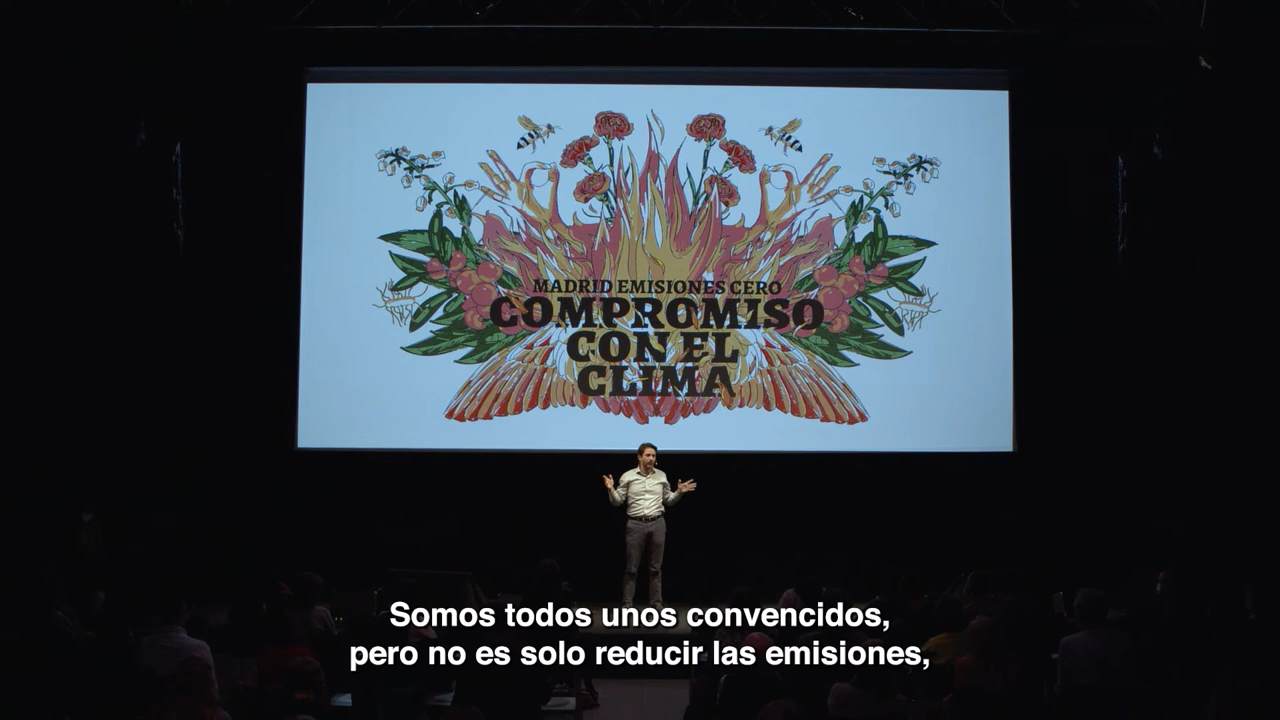 MADRID EMISIONES CERO
COMPROMISO
CON EL
CLIMA
Somos todos unos convencidos,
pero no es solo reducir las emisiones,